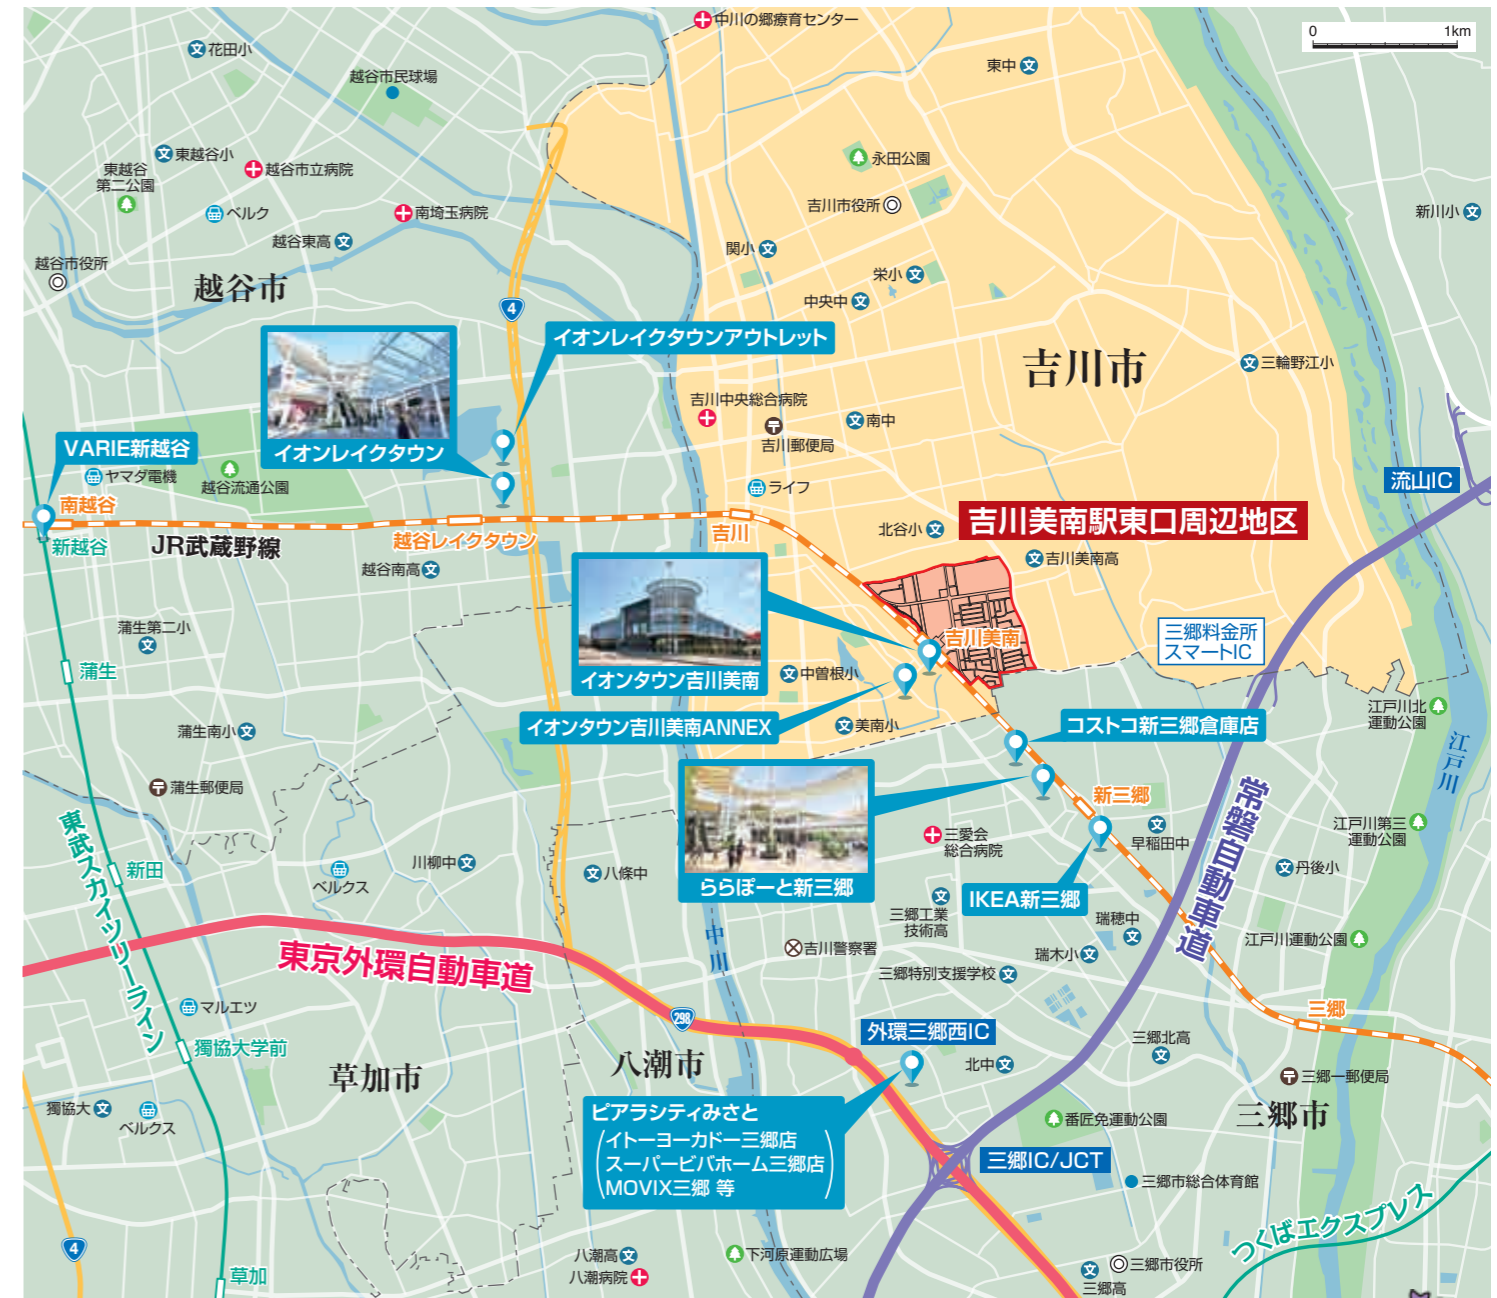 中川の郷療育センター
0 1km
花田小
東中
越谷市民球場
東越谷小
永田公園
東越谷
第二公園
越谷市立病院
吉川市役所
新川小
ベルク
南埼玉病院
越谷東高
関小
越谷市役所
栄小
越谷市
中央中
4
イオンレイクタウンアウトレット
吉川市
三輪野江小
吉川中央総合病院
南中
吉川郵便局
VARIE新越谷
イオンレイクタウン
ヤマダ電機
越谷流通公園
ライフ
流山IC
南越谷
新越谷
JR武蔵野線
越谷レイクタウン
吉川
北谷小
吉川美南駅東口周辺地区
越谷南高
吉川美南高
蒲生第二小
吉川美南
三郷料金所
スマートIC
蒲生
イオンタウン吉川美南
中曽根小
江戸川北
運動公園
蒲生南小
イオンタウン吉川美南ANNEX
美南小
コストコ新三郷倉庫店
江戸川
蒲生郵便局
新三郷
常磐自動車道
東武スカイツリーライン
三愛会
総合病院
早稲田中
江戸川第三
運動公園
新田
ベルクス
川柳中
八條中
ららぽーと新三郷
IKEA新三郷
丹後小
三郷工業
技術高
瑞穂中
中川
吉川警察署
瑞木小
江戸川運動公園
東京外環自動車道
三郷特別支援学校
マルエツ
298
三郷
獨協大学前
外環三郷西IC
三郷北高
草加市
八潮市
北中
三郷一郵便局
獨協大
ベルクス
ピアラシティみさと
(イトーヨーカドー三郷店
スーパービバホーム三郷店
MOVIX三郷 等)
番匠免運動公園
三郷市
三郷IC/JCT
三郷市総合体育館
つくばエクスプレス
4
草加
八潮高
八潮病院
下河原運動広場
三郷市役所
三郷高